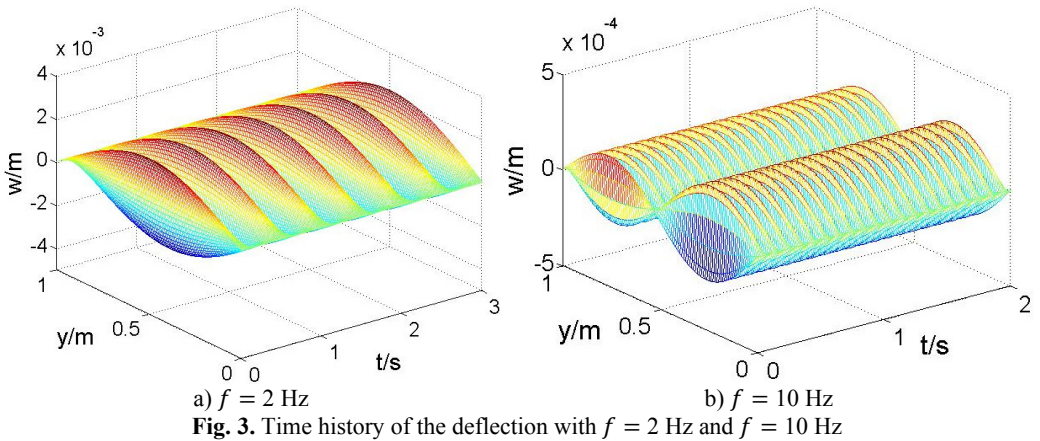 x 10⁻³
4
2
0
-2
-4
w/m
1
0.5
0
y/m
0
1
2
3
t/s
a) f = 2 Hz
x 10⁻⁴
5
0
-5
w/m
1
0.5
0
y/m
0
1
2
t/s
b) f = 10 Hz
Fig. 3. Time history of the deflection with f = 2 Hz and f = 10 Hz